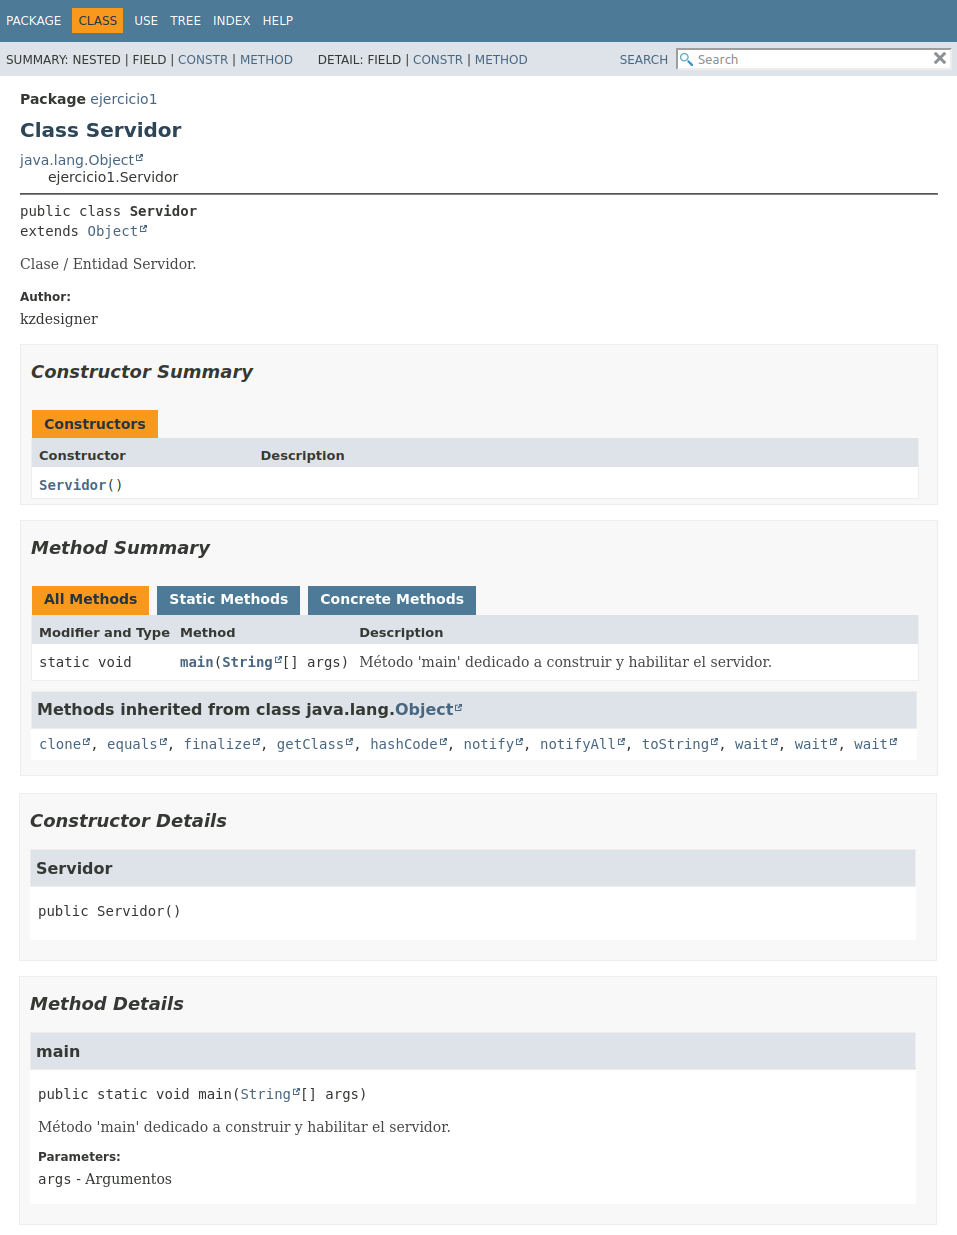 PACKAGE CLASS USE TREE INDEX HELP
SUMMARY: NESTED | FIELD | CONSTR | METHOD DETAIL: FIELD | CONSTR | METHOD SEARCH Search
Package ejercicio1
Class Servidor
java.lang.Object
ejercicio1.Servidor
public class Servidor
extends Object
Clase / Entidad Servidor.
Author:
kzdesigner
Constructor Summary
Constructors
Constructor Description
Servidor()
Method Summary
All Methods Static Methods Concrete Methods
Modifier and Type Method Description
static void main(String[] args) Método 'main' dedicado a construir y habilitar el servidor.
Methods inherited from class java.lang.Object
clone, equals, finalize, getClass, hashCode, notify, notifyAll, toString, wait, wait, wait
Constructor Details
Servidor
public Servidor()
Method Details
main
public static void main(String[] args)
Método 'main' dedicado a construir y habilitar el servidor.
Parameters:
args - Argumentos